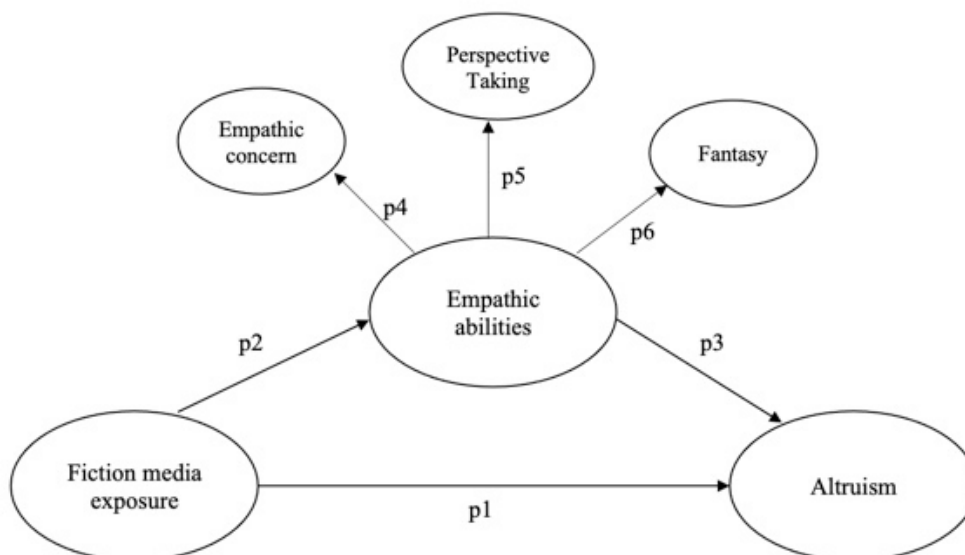 Perspective
Taking
Empathic
concern
Fantasy
p4
p5
p6
Empathic
abilities
p2
p3
Fiction media
exposure
Altruism
p1